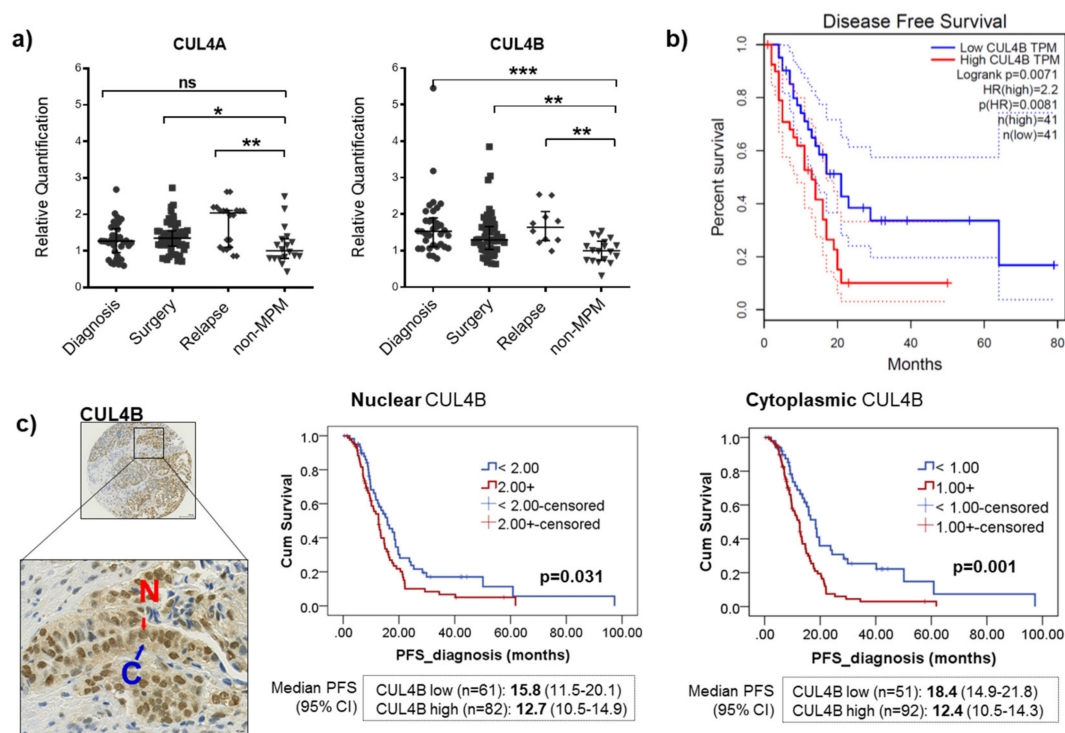 a)
CUL4A
Relative Quantification
6
5
4
3
2
1
0
ns
*
**
Diagnosis
Surgery
Relapse
non-MPM
CUL4B
Relative Quantification
6
5
4
3
2
1
0
***
**
**
Diagnosis
Surgery
Relapse
non-MPM
b)
Disease Free Survival
Low CUL4B TPM
High CUL4B TPM
Logrank p=0.0071
HR(high)=2.2
p(HR)=0.0081
n(high)=41
n(low)=41
Percent survival
1.0
0.8
0.6
0.4
0.2
0.0
0 20 40 60 80
Months
c)
CUL4B
N
C
Nuclear CUL4B
Cum Survival
1.0
0.8
0.6
0.4
0.2
0.0
< 2.00
2.00+
< 2.00-censored
2.00+-censored
p=0.031
.00 20.00 40.00 60.00 80.00 100.00
PFS_diagnosis (months)
Median PFS
(95% CI)
CUL4B low (n=61): 15.8 (11.5-20.1)
CUL4B high (n=82): 12.7 (10.5-14.9)
Cytoplasmic CUL4B
Cum Survival
1.0
0.8
0.6
0.4
0.2
0.0
< 1.00
1.00+
< 1.00-censored
1.00+-censored
p=0.001
.00 20.00 40.00 60.00 80.00 100.00
PFS_diagnosis (months)
Median PFS
(95% CI)
CUL4B low (n=51): 18.4 (14.9-21.8)
CUL4B high (n=92): 12.4 (10.5-14.3)